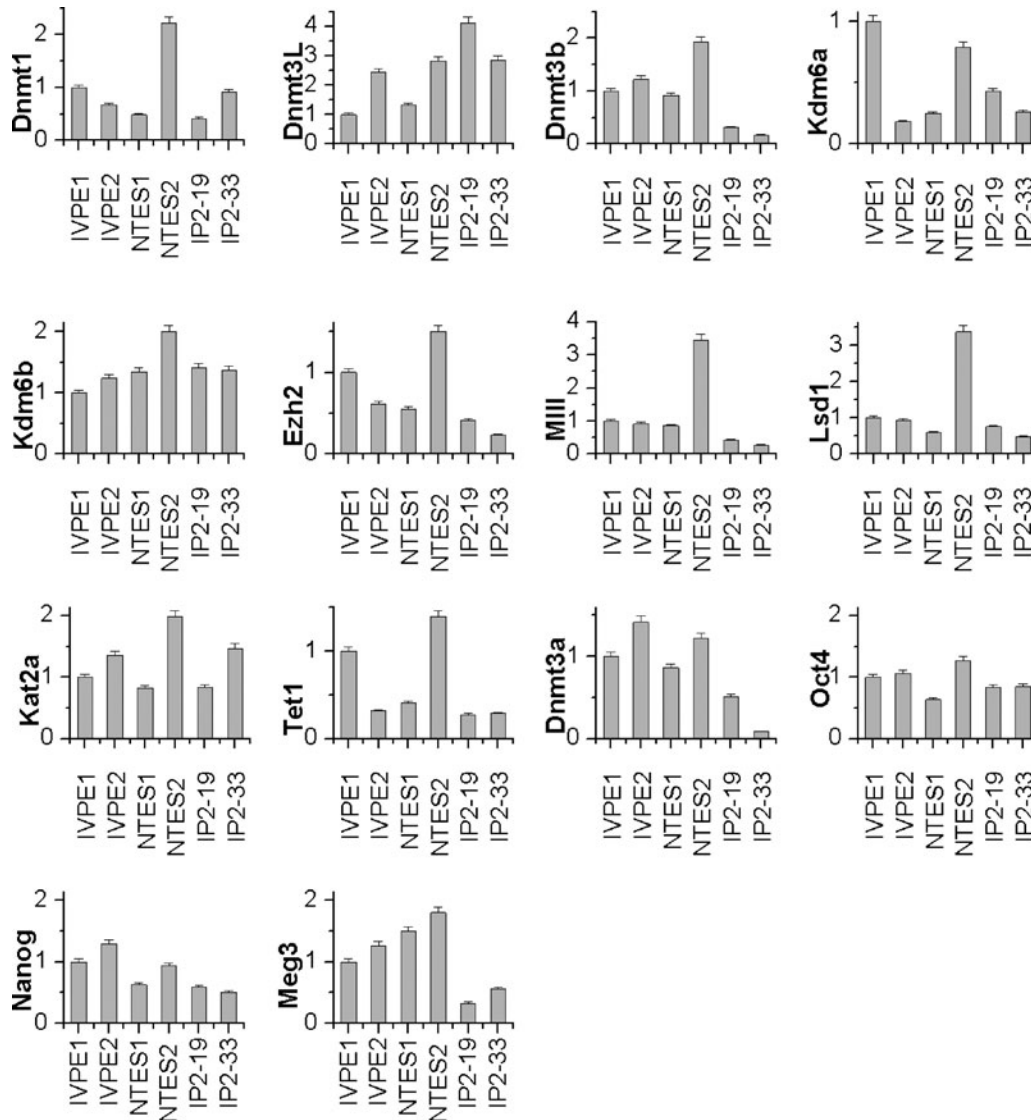 Dnmt1
2
1
0
IVPE1
IVPE2
NTES1
NTES2
IP2-19
IP2-33
Dnmt3L
4
3
2
1
0
IVPE1
IVPE2
NTES1
NTES2
IP2-19
IP2-33
Dnmt3b
2
1
0
IVPE1
IVPE2
NTES1
NTES2
IP2-19
IP2-33
Kdm6a
1
0
IVPE1
IVPE2
NTES1
NTES2
IP2-19
IP2-33
Kdm6b
2
1
0
IVPE1
IVPE2
NTES1
NTES2
IP2-19
IP2-33
Ezh2
1
0
IVPE1
IVPE2
NTES1
NTES2
IP2-19
IP2-33
MlII
4
3
2
1
0
IVPE1
IVPE2
NTES1
NTES2
IP2-19
IP2-33
Lsd1
3
2
1
0
IVPE1
IVPE2
NTES1
NTES2
IP2-19
IP2-33
Kat2a
2
1
0
IVPE1
IVPE2
NTES1
NTES2
IP2-19
IP2-33
Tet1
1
0
IVPE1
IVPE2
NTES1
NTES2
IP2-19
IP2-33
Dnmt3a
1
0
IVPE1
IVPE2
NTES1
NTES2
IP2-19
IP2-33
Oct4
2
1
0
IVPE1
IVPE2
NTES1
NTES2
IP2-19
IP2-33
Nanog
2
1
0
IVPE1
IVPE2
NTES1
NTES2
IP2-19
IP2-33
Meg3
2
1
0
IVPE1
IVPE2
NTES1
NTES2
IP2-19
IP2-33